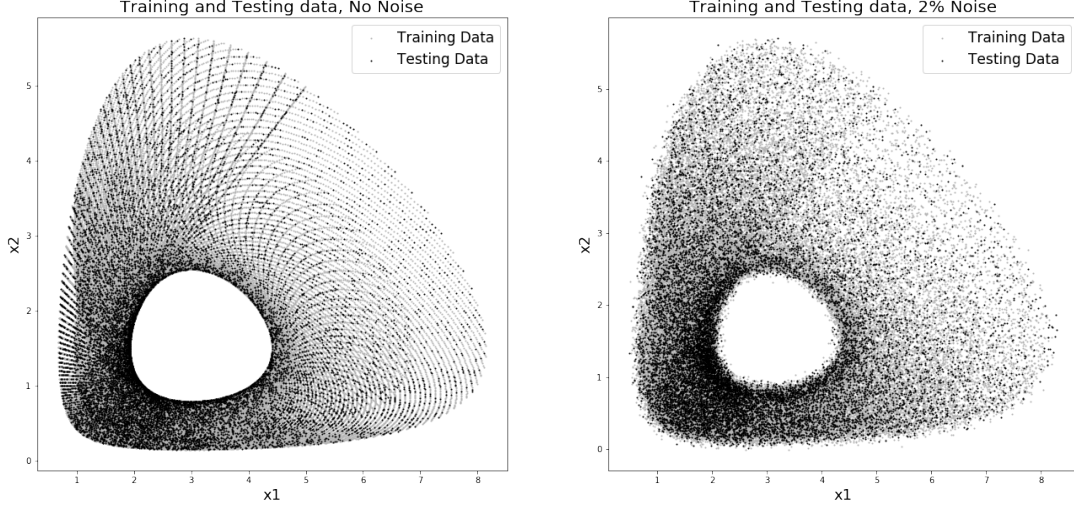 Training and Testing data, No Noise
Training Data
Testing Data
5
4
3
2
1
0
x2
1 2 3 4 5 6 7 8
x1
Training and Testing data, 2% Noise
Training Data
Testing Data
5
4
3
2
1
0
x2
1 2 3 4 5 6 7 8
x1